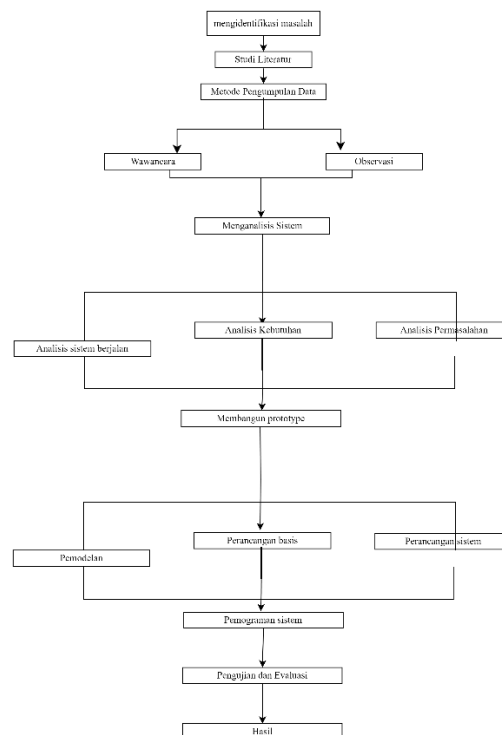 mengidentifikasi masalah
Studi Literatur
Metode Pengumpulan Data
Wawancara
Observasi
Menganalisis Sistem
Analisis sistem berjalan
Analisis Kebutuhan
Analisis Permasalahan
Membangun prototype
Pemodelan
Perancangan basis
Perancangan sistem
Pemograman sistem
Pengujian dan Evaluasi
Hasil